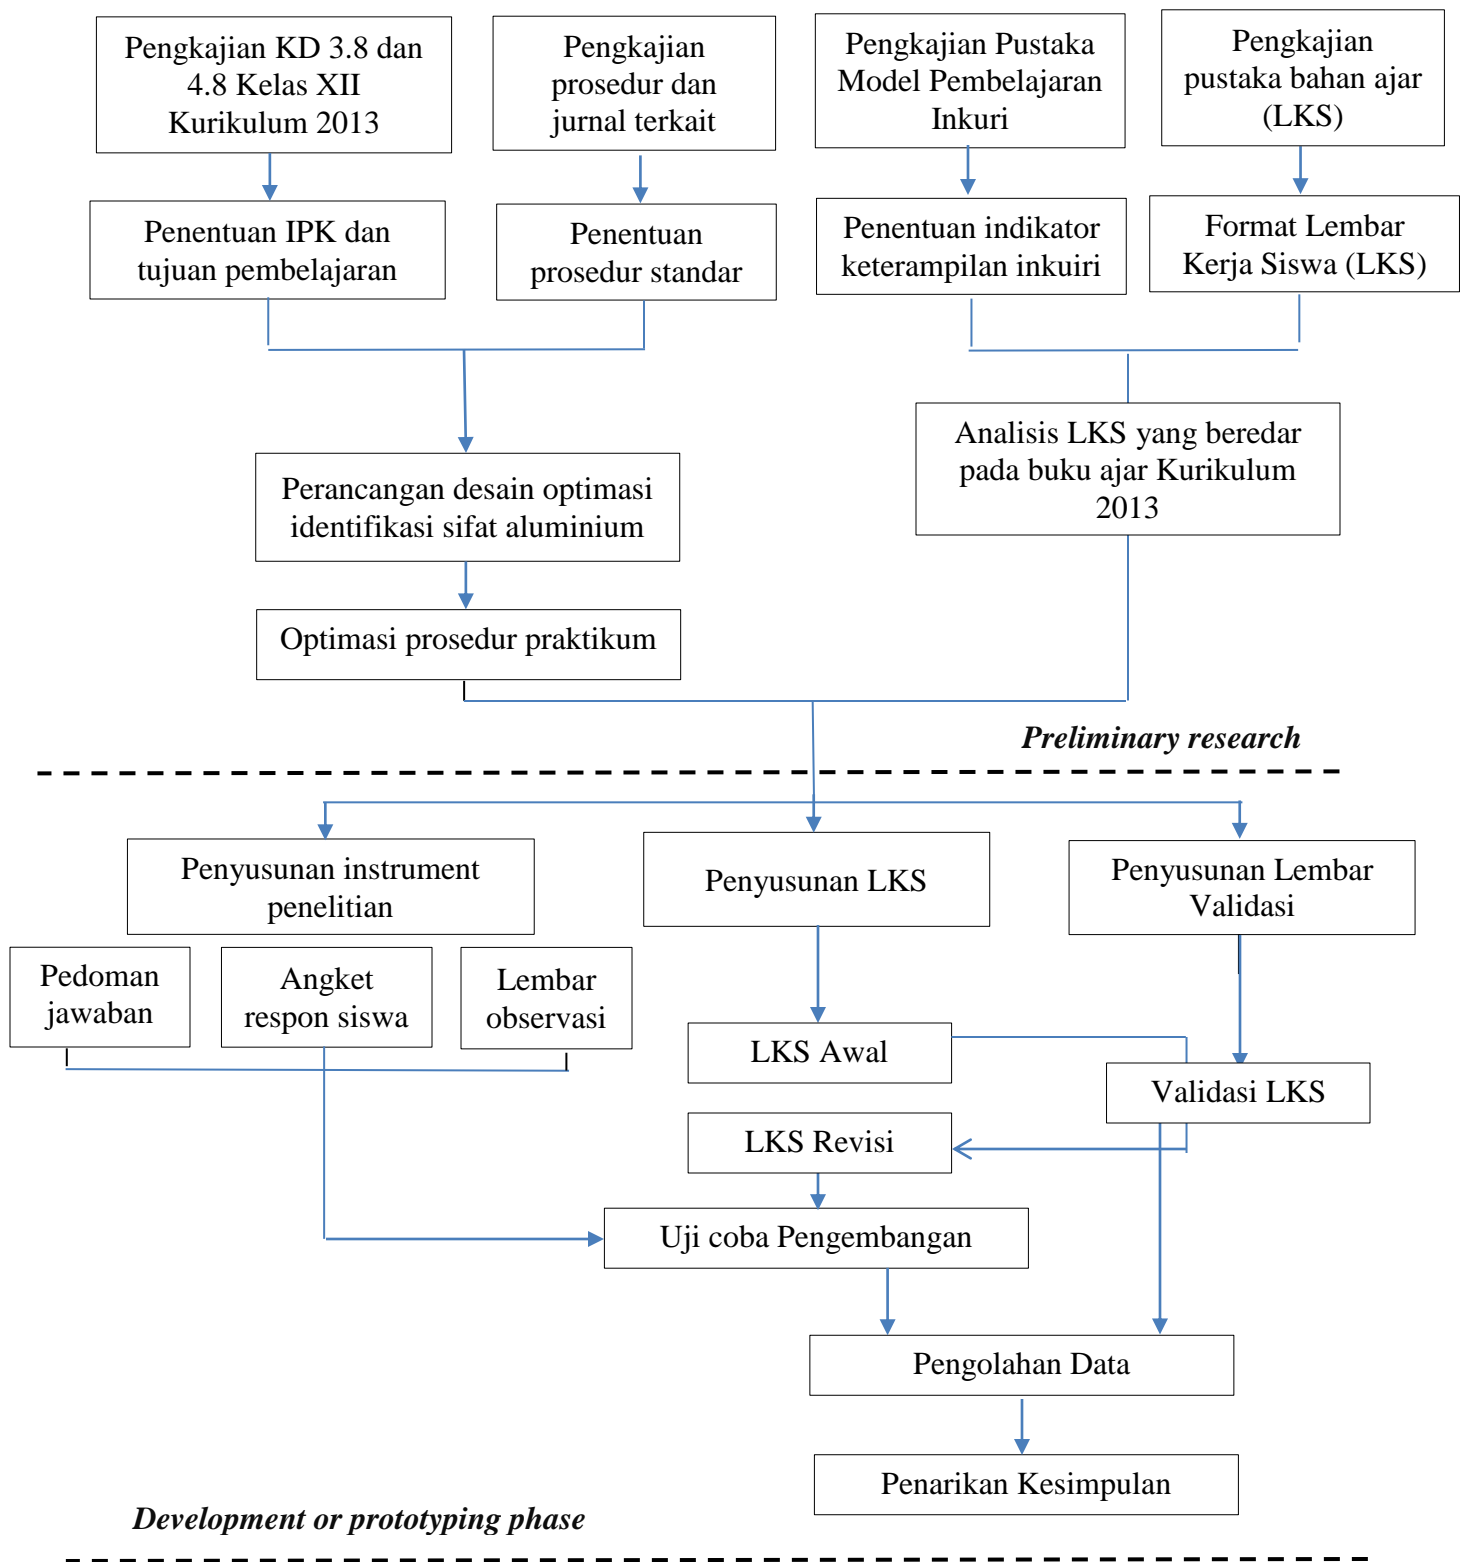 Pengkajian KD 3.8 dan
4.8 Kelas XII
Kurikulum 2013
Pengkajian
prosedur dan
jurnal terkait
Pengkajian Pustaka
Model Pembelajaran
Inkuri
Pengkajian
pustaka bahan ajar
(LKS)
Penentuan IPK dan
tujuan pembelajaran
Penentuan
prosedur standar
Penentuan indikator
keterampilan inkuiri
Format Lembar
Kerja Siswa (LKS)
Perancangan desain optimasi
identifikasi sifat aluminium
Analisis LKS yang beredar
pada buku ajar Kurikulum
2013
Optimasi prosedur praktikum
Preliminary research
Penyusunan instrument
penelitian
Penyusunan LKS
Penyusunan Lembar
Validasi
Pedoman
jawaban
Angket
respon siswa
Lembar
observasi
LKS Awal
Validasi LKS
LKS Revisi
Uji coba Pengembangan
Pengolahan Data
Penarikan Kesimpulan
Development or prototyping phase